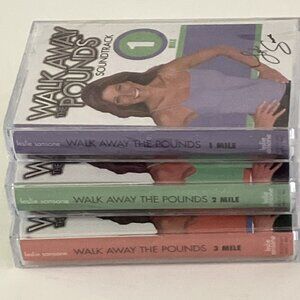 WALK AWAY
THE POUNDS
SOUNDTRACK
1
MILE
leslie sansone WALK AWAY THE POUNDS 1 MILE
leslie sansone WALK AWAY THE POUNDS 2 MILE
leslie sansone WALK AWAY THE POUNDS 3 MILE